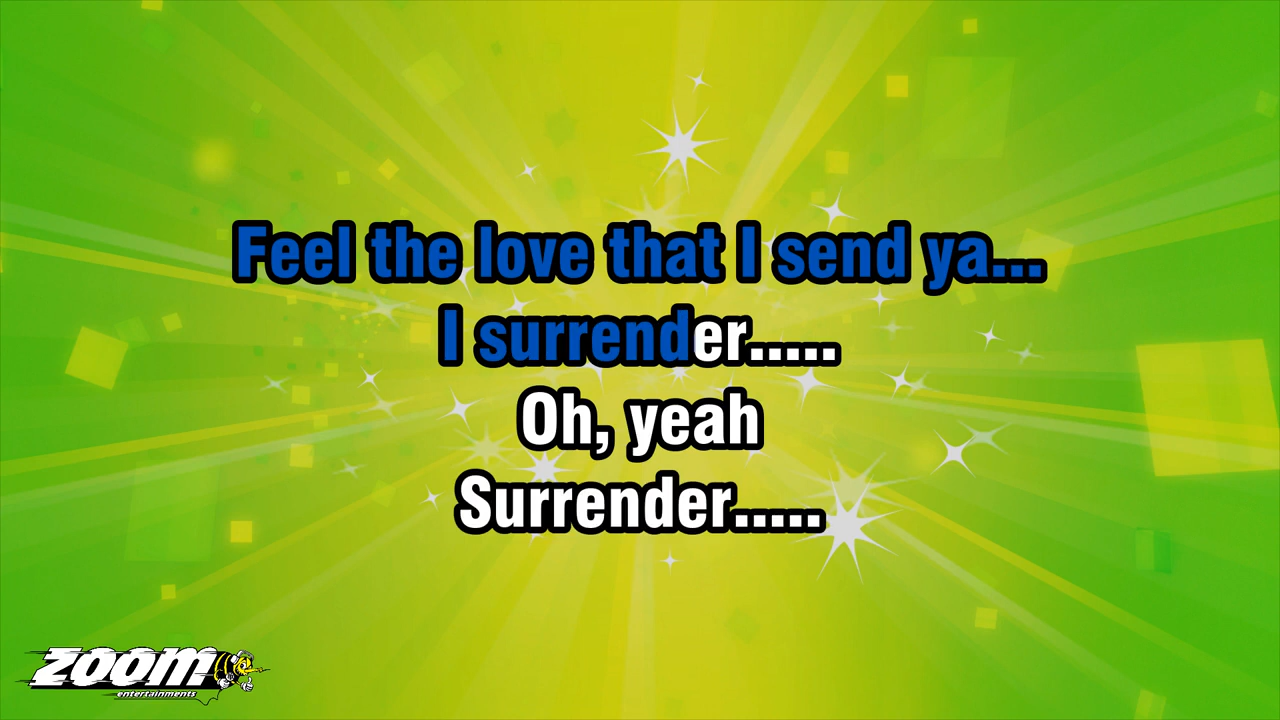 Feel the love that I send ya...
I surrender.....
Oh, yeah
Surrender.....
zoom
entertainments